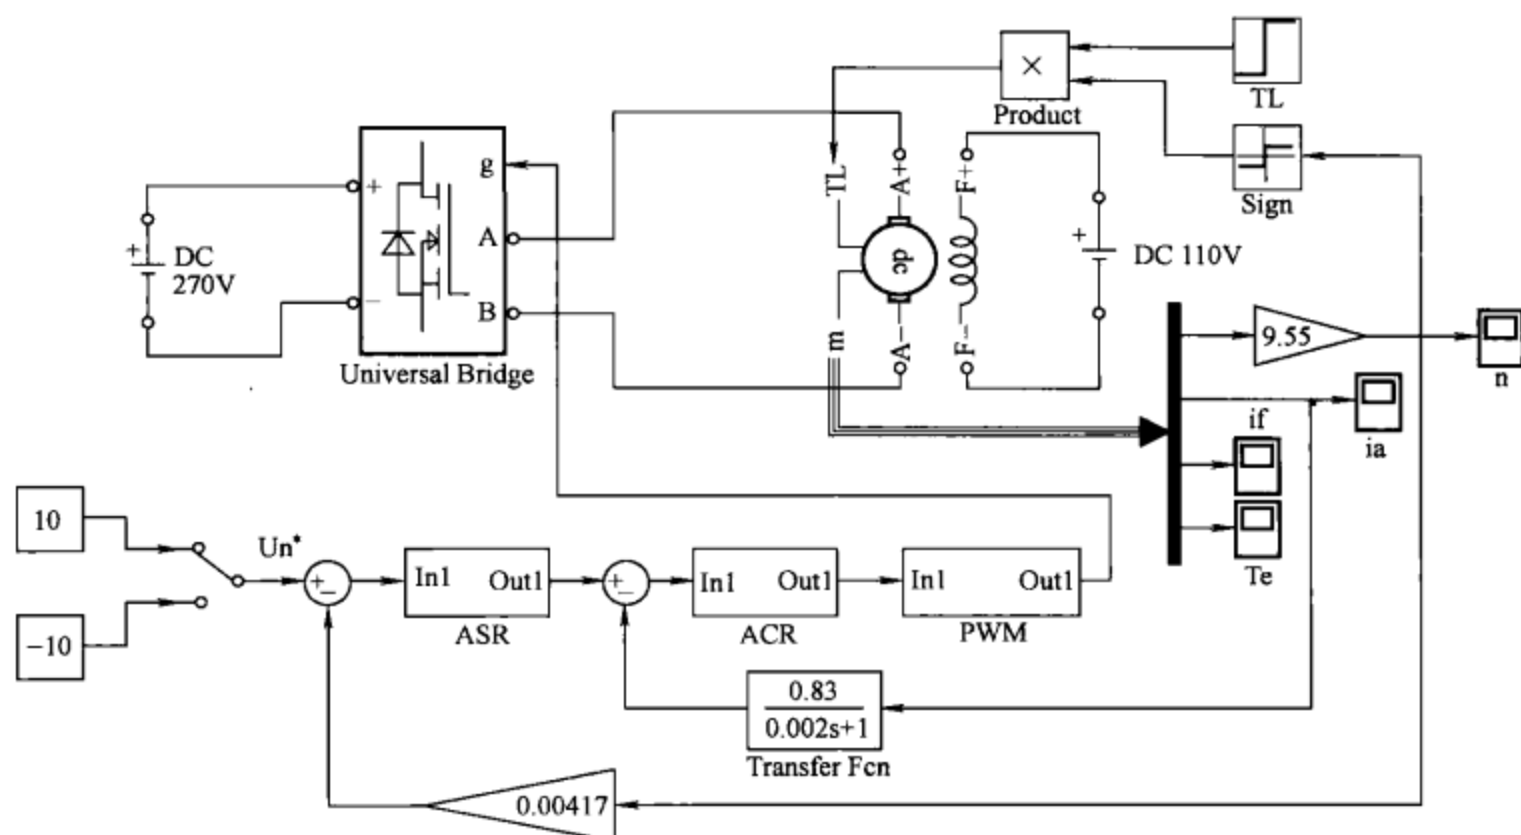 TL
×
Product
Sign
g
+
A
−
B
Universal Bridge
+
DC
270V
TL
A+
F+
dc
m
A−
F−
+
DC 110V
9.55
n
ia
if
Te
10
−10
Un*
+
−
In1 Out1
ASR
+
−
In1 Out1
ACR
In1 Out1
PWM
0.83
0.002s+1
Transfer Fcn
0.00417